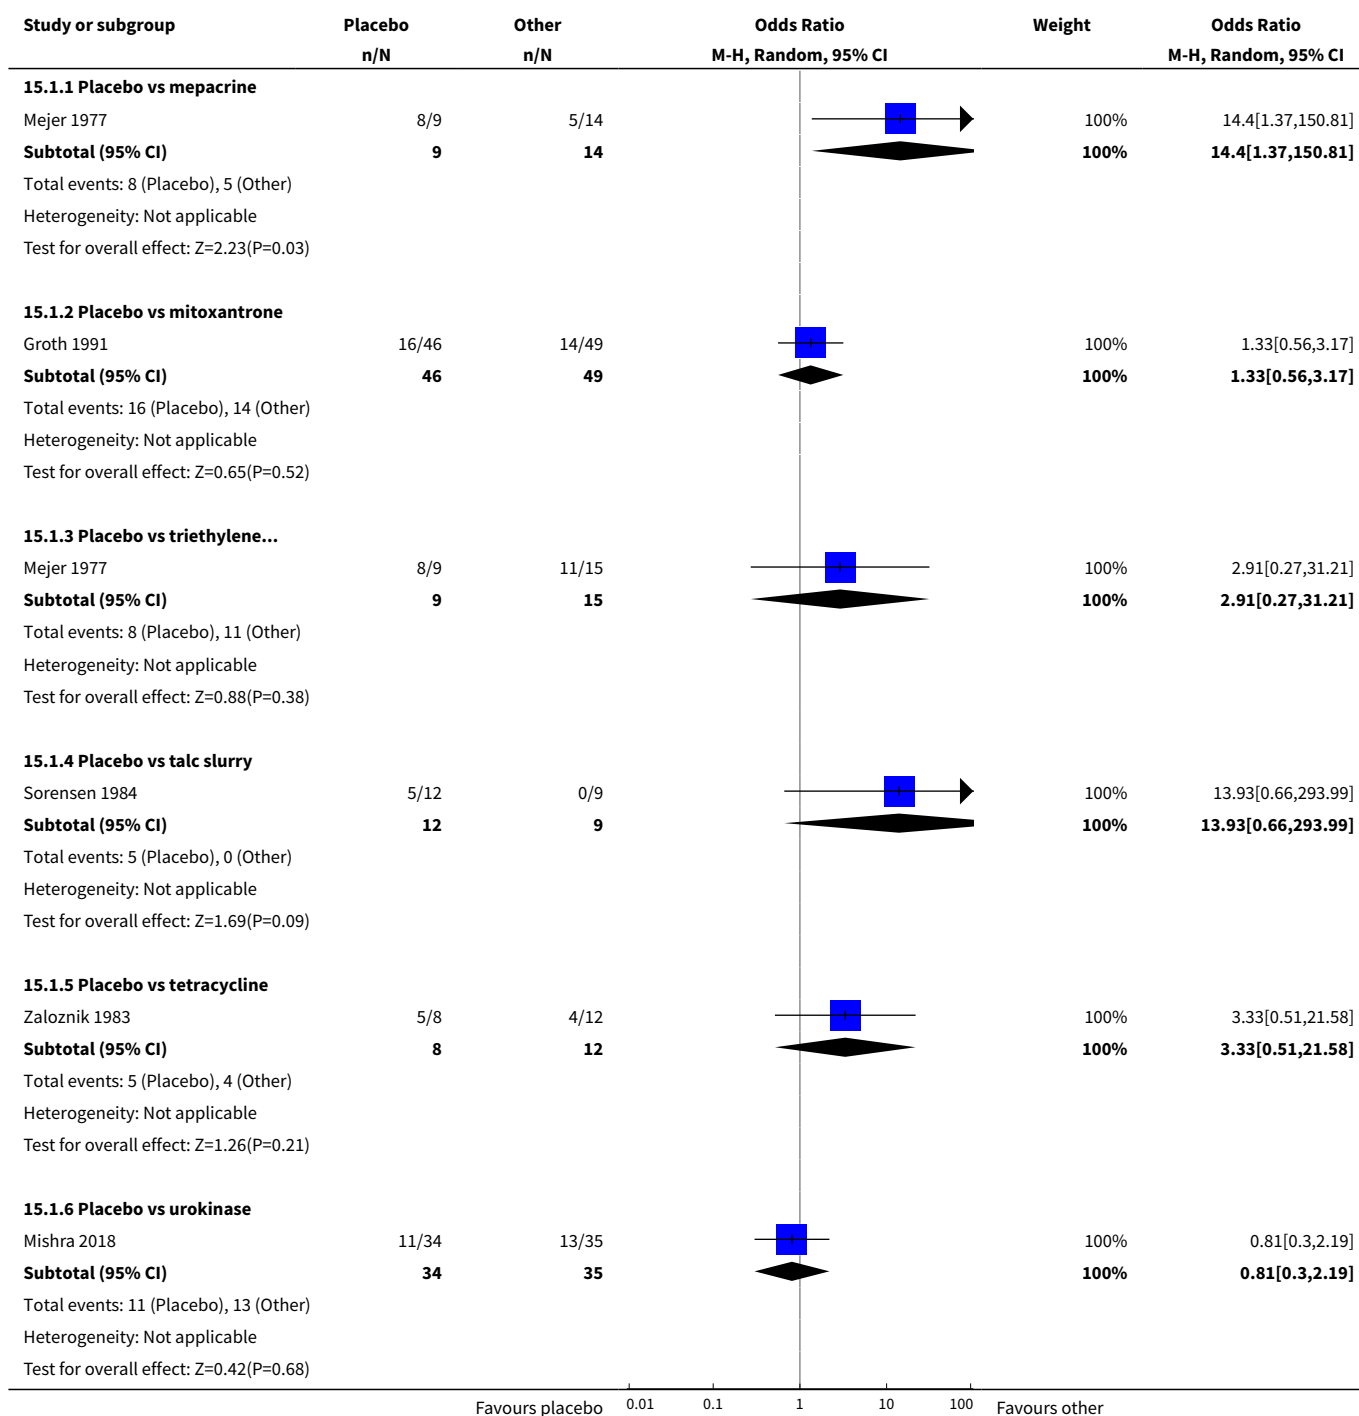 Study or subgroup Placebo Other Odds Ratio Weight Odds Ratio
n/N n/N M-H, Random, 95% CI M-H, Random, 95% CI
15.1.1 Placebo vs mepacrine
Mejer 1977 8/9 5/14 100% 14.4[1.37,150.81]
Subtotal (95% CI) 9 14 100% 14.4[1.37,150.81]
Total events: 8 (Placebo), 5 (Other)
Heterogeneity: Not applicable
Test for overall effect: Z=2.23(P=0.03)
15.1.2 Placebo vs mitoxantrone
Groth 1991 16/46 14/49 100% 1.33[0.56,3.17]
Subtotal (95% CI) 46 49 100% 1.33[0.56,3.17]
Total events: 16 (Placebo), 14 (Other)
Heterogeneity: Not applicable
Test for overall effect: Z=0.65(P=0.52)
15.1.3 Placebo vs triethylene...
Mejer 1977 8/9 11/15 100% 2.91[0.27,31.21]
Subtotal (95% CI) 9 15 100% 2.91[0.27,31.21]
Total events: 8 (Placebo), 11 (Other)
Heterogeneity: Not applicable
Test for overall effect: Z=0.88(P=0.38)
15.1.4 Placebo vs talc slurry
Sorensen 1984 5/12 0/9 100% 13.93[0.66,293.99]
Subtotal (95% CI) 12 9 100% 13.93[0.66,293.99]
Total events: 5 (Placebo), 0 (Other)
Heterogeneity: Not applicable
Test for overall effect: Z=1.69(P=0.09)
15.1.5 Placebo vs tetracycline
Zaloznik 1983 5/8 4/12 100% 3.33[0.51,21.58]
Subtotal (95% CI) 8 12 100% 3.33[0.51,21.58]
Total events: 5 (Placebo), 4 (Other)
Heterogeneity: Not applicable
Test for overall effect: Z=1.26(P=0.21)
15.1.6 Placebo vs urokinase
Mishra 2018 11/34 13/35 100% 0.81[0.3,2.19]
Subtotal (95% CI) 34 35 100% 0.81[0.3,2.19]
Total events: 11 (Placebo), 13 (Other)
Heterogeneity: Not applicable
Test for overall effect: Z=0.42(P=0.68)
Favours placebo 0.01 0.1 1 10 100 Favours other